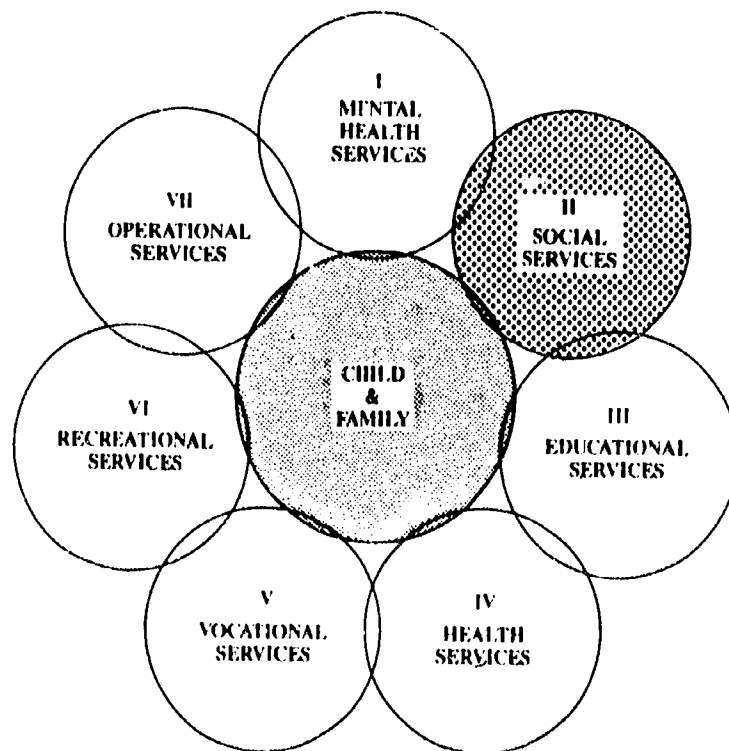 I
MENTAL
HEALTH
SERVICES
II
SOCIAL
SERVICES
III
EDUCATIONAL
SERVICES
IV
HEALTH
SERVICES
V
VOCATIONAL
SERVICES
VI
RECREATIONAL
SERVICES
VII
OPERATIONAL
SERVICES
CHILD
&
FAMILY